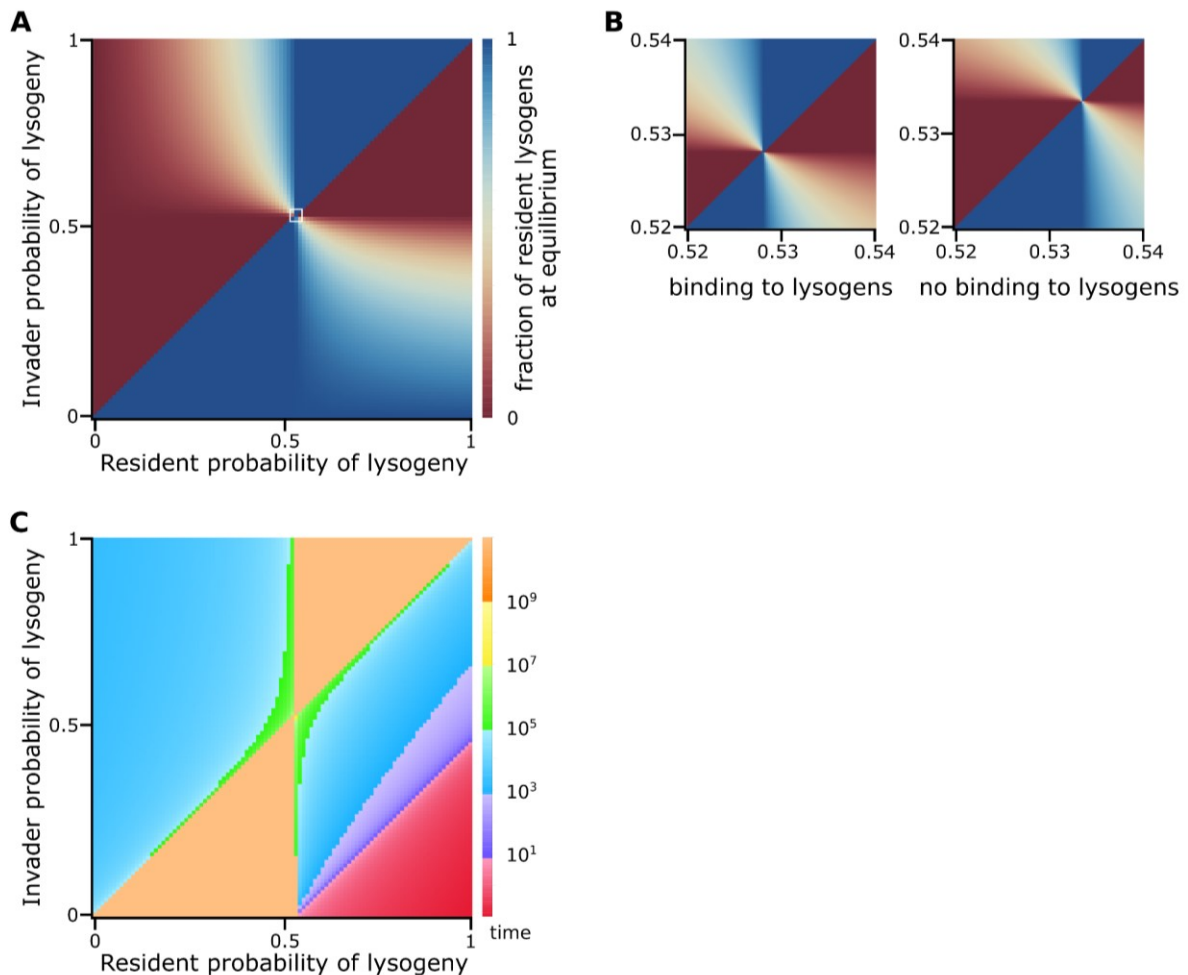 A
Invader probability of lysogeny
1
0.5
0
0
0.5
1
Resident probability of lysogeny
1
0
fraction of resident lysogens
at equilibrium
B
0.54
0.53
0.52
0.52
0.53
0.54
binding to lysogens
0.54
0.53
0.52
0.52
0.53
0.54
no binding to lysogens
C
Invader probability of lysogeny
1
0.5
0
0
0.5
1
Resident probability of lysogeny
10⁹
10⁷
10⁵
10³
10¹
time